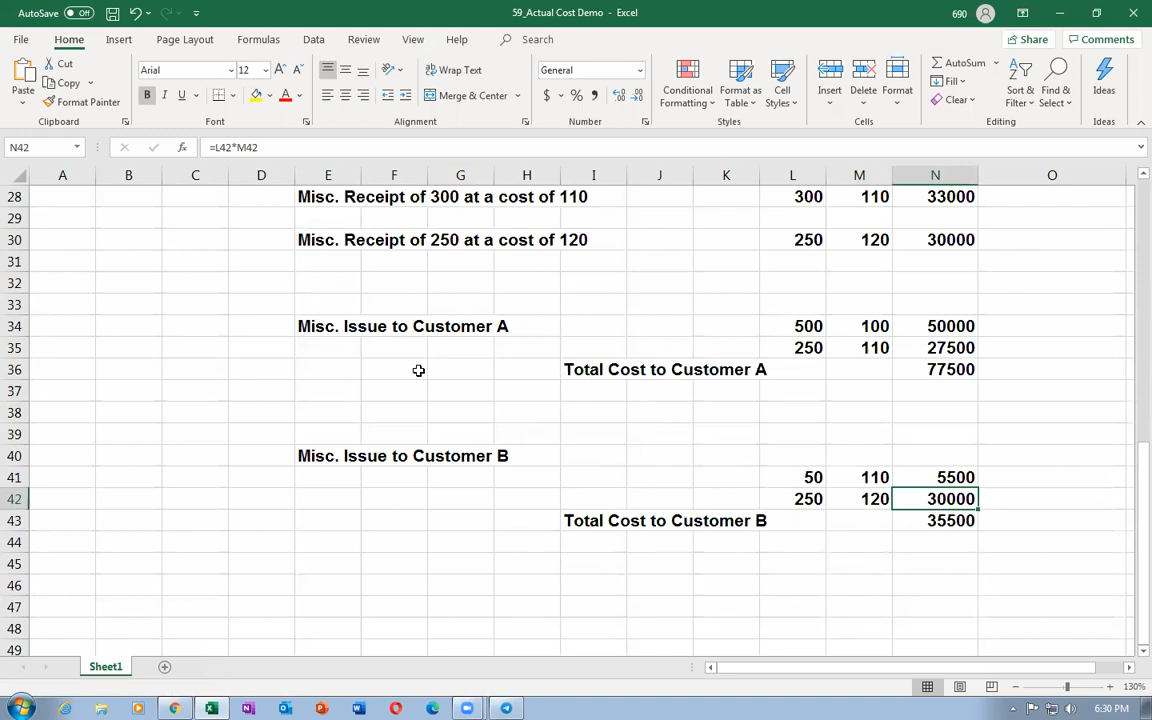 AutoSave Off 59_Actual Cost Demo - Excel 690
File Home Insert Page Layout Formulas Data Review View Help Search Share Comments
Paste Cut Copy Format Painter Clipboard
Arial 12 A A B I U A Font
Wrap Text Merge & Center Alignment
General $ % , Number
Conditional Formatting Format as Table Cell Styles Styles
Insert Delete Format Cells
AutoSum Fill Clear Sort & Filter Find & Select Editing
Ideas Ideas
N42 fx =L42*M42
A B C D E F G H I J K L M N O
28 Misc. Receipt of 300 at a cost of 110 300 110 33000
29
30 Misc. Receipt of 250 at a cost of 120 250 120 30000
31
32
33
34 Misc. Issue to Customer A 500 100 50000
35 250 110 27500
36 Total Cost to Customer A 77500
37
38
39
40 Misc. Issue to Customer B
41 50 110 5500
42 250 120 30000
43 Total Cost to Customer B 35500
44
45
46
47
48
49
Sheet1
130%
6:30 PM